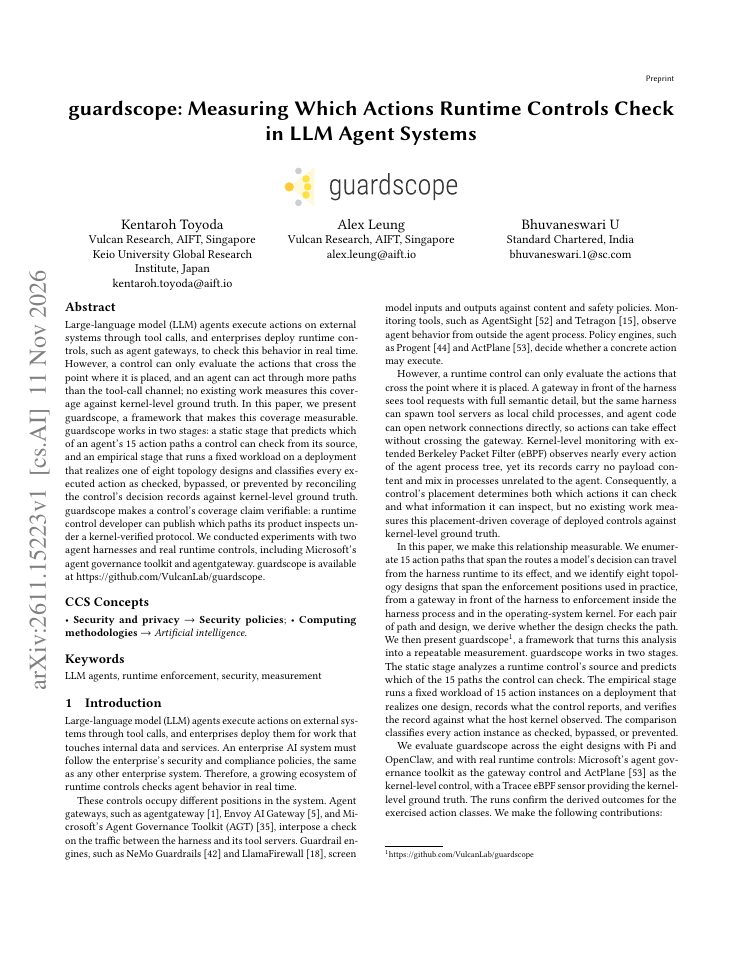 Preprint
guardscope: Measuring Which Actions Runtime Controls Check
in LLM Agent Systems
guardscope
Kentaroh Toyoda
Vulcan Research, AIFT, Singapore
Keio University Global Research
Institute, Japan
kentaroh.toyoda@aift.io
Alex Leung
Vulcan Research, AIFT, Singapore
alex.leung@aift.io
Bhuvaneswari U
Standard Chartered, India
bhuvaneswari.1@sc.com
arXiv:2611.15223v1 [cs.AI] 11 Nov 2026
Abstract
Large-language model (LLM) agents execute actions on external
systems through tool calls, and enterprises deploy runtime con-
trols, such as agent gateways, to check this behavior in real time.
However, a control can only evaluate the actions that cross the
point where it is placed, and an agent can act through more paths
than the tool-call channel; no existing work measures this cover-
age against kernel-level ground truth. In this paper, we present
guardscope, a framework that makes this coverage measurable.
guardscope works in two stages: a static stage that predicts which
of an agent's 15 action paths a control can check from its source,
and an empirical stage that runs a fixed workload on a deployment
that realizes one of eight topology designs and classifies every ex-
ecuted action as checked, bypassed, or prevented by reconciling
the control's decision records against kernel-level ground truth.
guardscope makes a control's coverage claim verifiable: a runtime
control developer can publish which paths its product inspects un-
der a kernel-verified protocol. We conducted experiments with two
agent harnesses and real runtime controls, including Microsoft's
agent governance toolkit and agentgateway. guardscope is available
at https://github.com/VulcanLab/guardscope.
CCS Concepts
• Security and privacy → Security policies; • Computing
methodologies → Artificial intelligence.
Keywords
LLM agents, runtime enforcement, security, measurement
1 Introduction
Large-language model (LLM) agents execute actions on external sys-
tems through tool calls, and enterprises deploy them for work that
touches internal data and services. An enterprise AI system must
follow the enterprise's security and compliance policies, the same
as any other enterprise system. Therefore, a growing ecosystem of
runtime controls checks agent behavior in real time.
These controls occupy different positions in the system. Agent
gateways, such as agentgateway [1], Envoy AI Gateway [5], and Mi-
crosoft's Agent Governance Toolkit (AGT) [35], interpose a check
on the traffic between the harness and its tool servers. Guardrail en-
gines, such as NeMo Guardrails [42] and LlamaFirewall [18], screen
model inputs and outputs against content and safety policies. Mon-
itoring tools, such as AgentSight [52] and Tetragon [15], observe
agent behavior from outside the agent process. Policy engines, such
as Progent [44] and ActPlane [53], decide whether a concrete action
may execute.
However, a runtime control can only evaluate the actions that
cross the point where it is placed. A gateway in front of the harness
sees tool requests with full semantic detail, but the same harness
can spawn tool servers as local child processes, and agent code
can open network connections directly, so actions can take effect
without crossing the gateway. Kernel-level monitoring with ex-
tended Berkeley Packet Filter (eBPF) observes nearly every action
of the agent process tree, yet its records carry no payload con-
tent and mix in processes unrelated to the agent. Consequently, a
control's placement determines both which actions it can check
and what information it can inspect, but no existing work mea-
sures this placement-driven coverage of deployed controls against
kernel-level ground truth.
In this paper, we make this relationship measurable. We enumer-
ate 15 action paths that span the routes a model's decision can travel
from the harness runtime to its effect, and we identify eight topol-
ogy designs that span the enforcement positions used in practice,
from a gateway in front of the harness to enforcement inside the
harness process and in the operating-system kernel. For each pair
of path and design, we derive whether the design checks the path.
We then present guardscope1, a framework that turns this analysis
into a repeatable measurement. guardscope works in two stages.
The static stage analyzes a runtime control's source and predicts
which of the 15 paths the control can check. The empirical stage
runs a fixed workload of 15 action instances on a deployment that
realizes one design, records what the control reports, and verifies
the record against what the host kernel observed. The comparison
classifies every action instance as checked, bypassed, or prevented.
We evaluate guardscope across the eight designs with Pi and
OpenClaw, and with real runtime controls: Microsoft's agent gov-
ernance toolkit as the gateway control and ActPlane [53] as the
kernel control, with a Tracee eBPF sensor providing the kernel-
level ground truth. The runs confirm the derived outcomes for the
exercised action classes. We make the following contributions:
1https://github.com/VulcanLab/guardscope